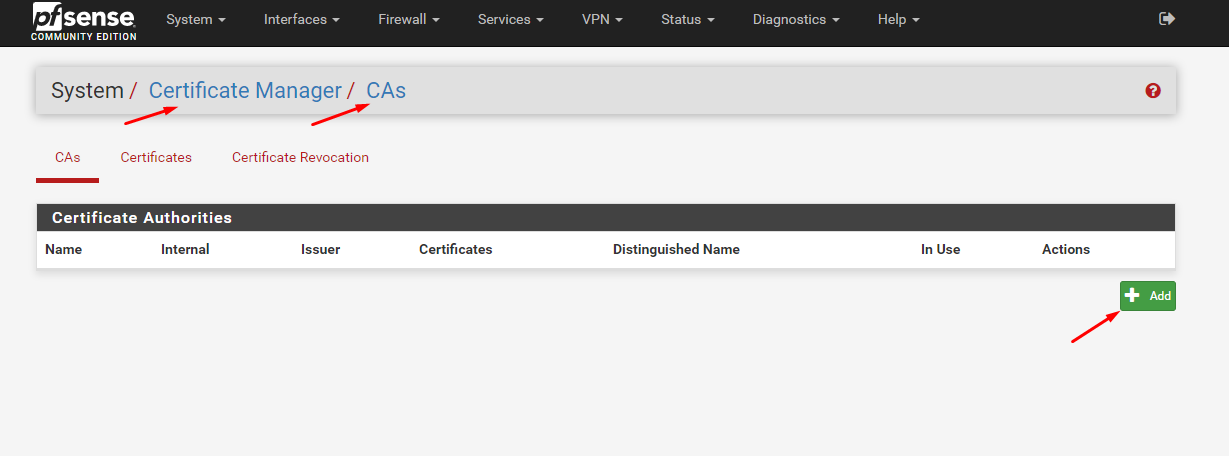 pfsense
COMMUNITY EDITION
System Interfaces Firewall Services VPN Status Diagnostics Help
System / Certificate Manager / CAs
CAs Certificates Certificate Revocation
Certificate Authorities
Name Internal Issuer Certificates Distinguished Name In Use Actions
Add